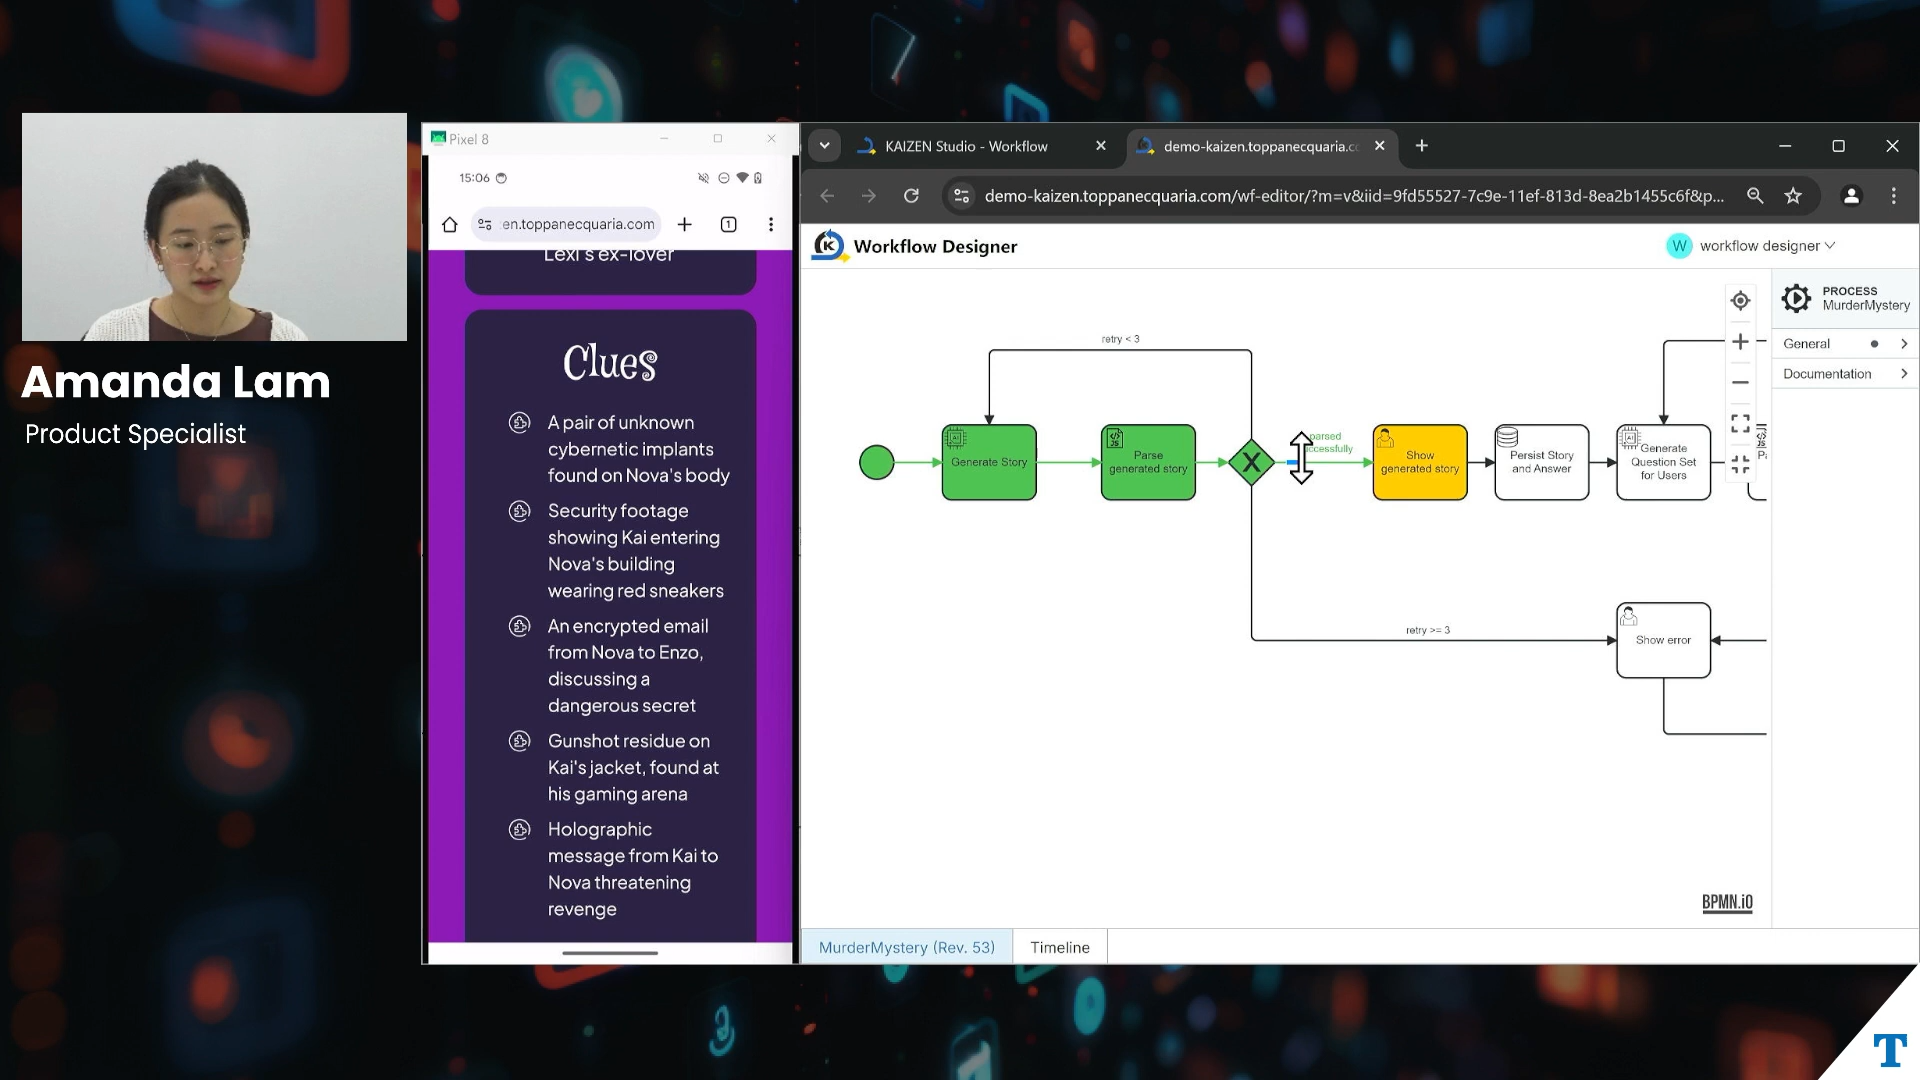 Amanda Lam
Product Specialist
Pixel 8
15:06
en.toppanecquaria.com
1
Lexi's ex-lover
Clues
A pair of unknown
cybernetic implants
found on Nova's body
Security footage
showing Kai entering
Nova's building
wearing red sneakers
An encrypted email
from Nova to Enzo,
discussing a
dangerous secret
Gunshot residue on
Kai's jacket, found at
his gaming arena
Holographic
message from Kai to
Nova threatening
revenge
KAIZEN Studio - Workflow
demo-kaizen.toppanecquaria.co
demo-kaizen.toppanecquaria.com/wf-editor/?m=v&iid=9fd55527-7c9e-11ef-813d-8ea2b1455c6f&p...
Workflow Designer
W workflow designer
PROCESS
MurderMystery
General
Documentation
retry < 3
Generate Story
Parse
generated story
X
parsed
Show
generated story
Persist Story
and Answer
Generate
Question Set
for Users
retry >= 3
Show error
BPMN.iO
MurderMystery (Rev. 53)
Timeline
T